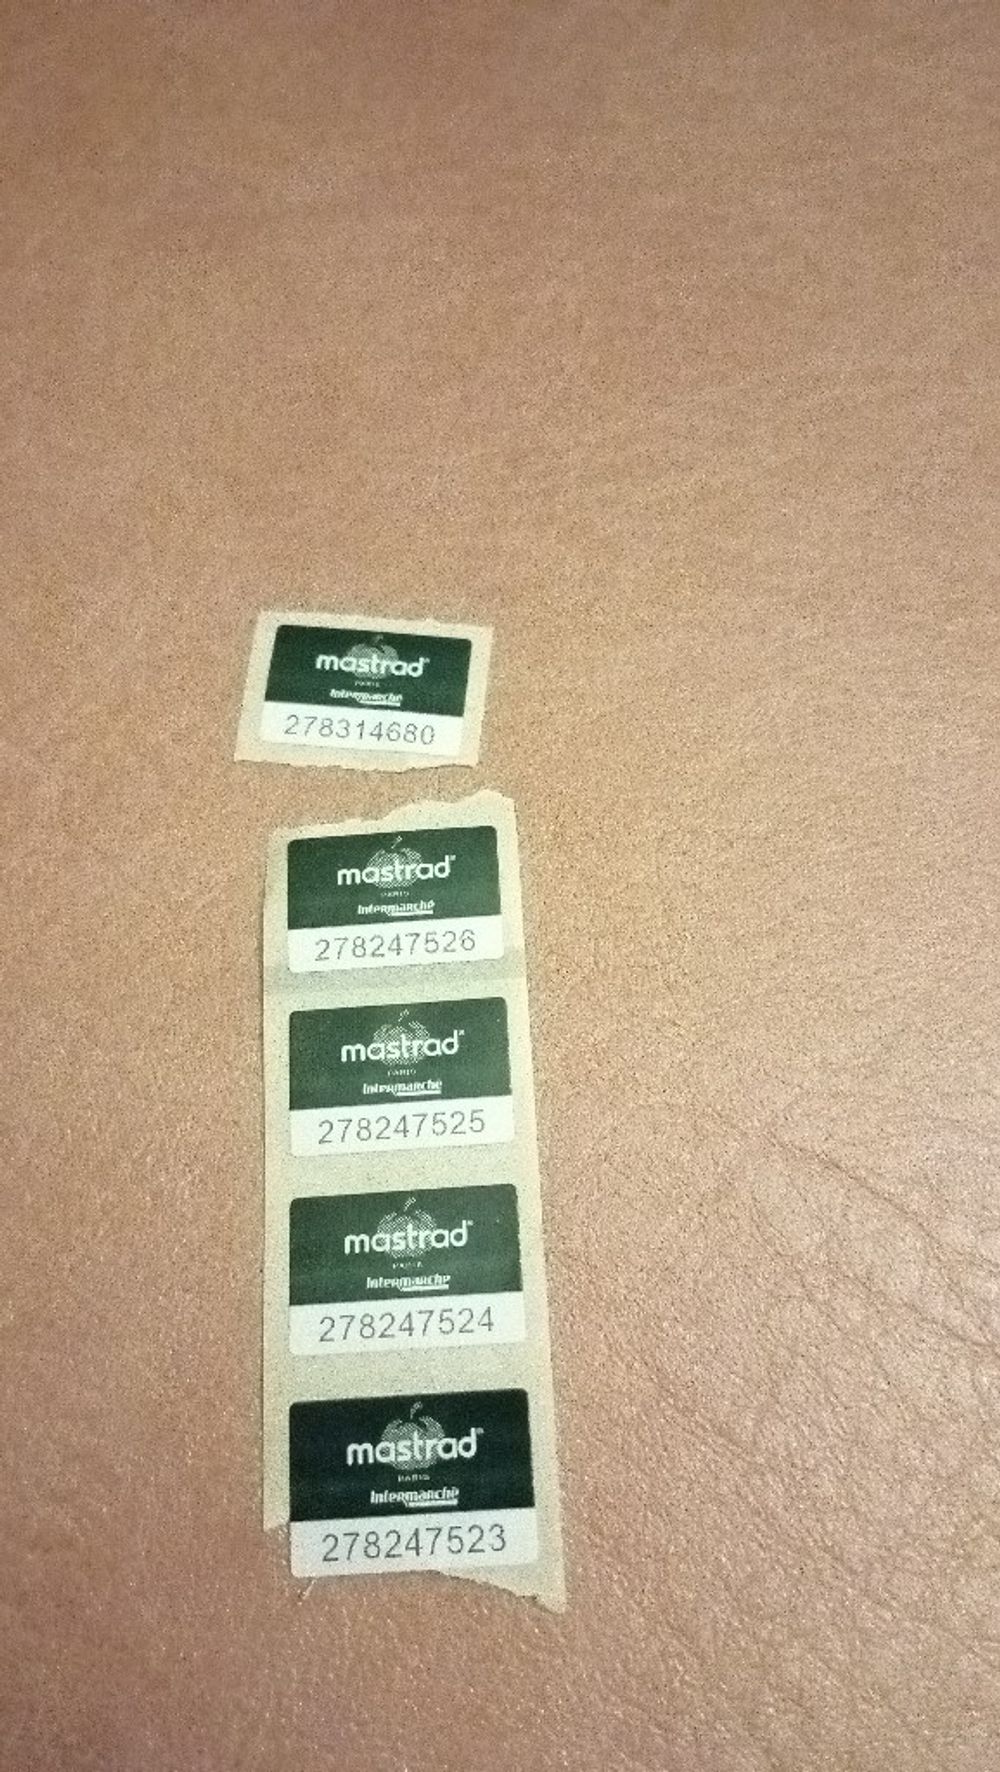 mastrad
PARIS
Intermarché
278314680
mastrad
PARIS
Intermarché
278247526
mastrad
PARIS
Intermarché
278247525
mastrad
PARIS
Intermarché
278247524
mastrad
PARIS
Intermarché
278247523